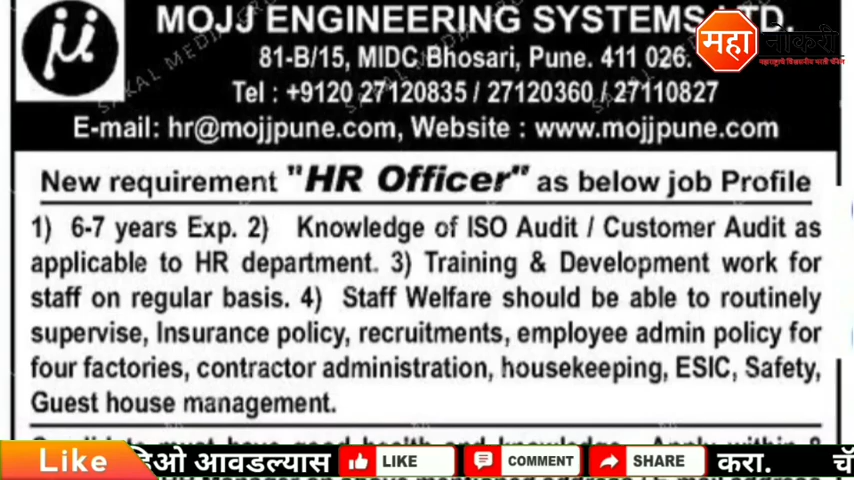 MOJJ ENGINEERING SYSTEMS LTD.
81-B/15, MIDC Bhosari, Pune. 411 026.
Tel : +9120 27120835 / 27120360 / 27110827
E-mail: hr@mojjpune.com, Website : www.mojjpune.com
महा नोकरी
New requirement "HR Officer" as below job Profile
1) 6-7 years Exp. 2) Knowledge of ISO Audit / Customer Audit as
applicable to HR department. 3) Training & Development work for
staff on regular basis. 4) Staff Welfare should be able to routinely
supervise, Insurance policy, recruitments, employee admin policy for
four factories, contractor administration, housekeeping, ESIC, Safety,
Guest house management.
Like आवडल्यास LIKE COMMENT SHARE करा.